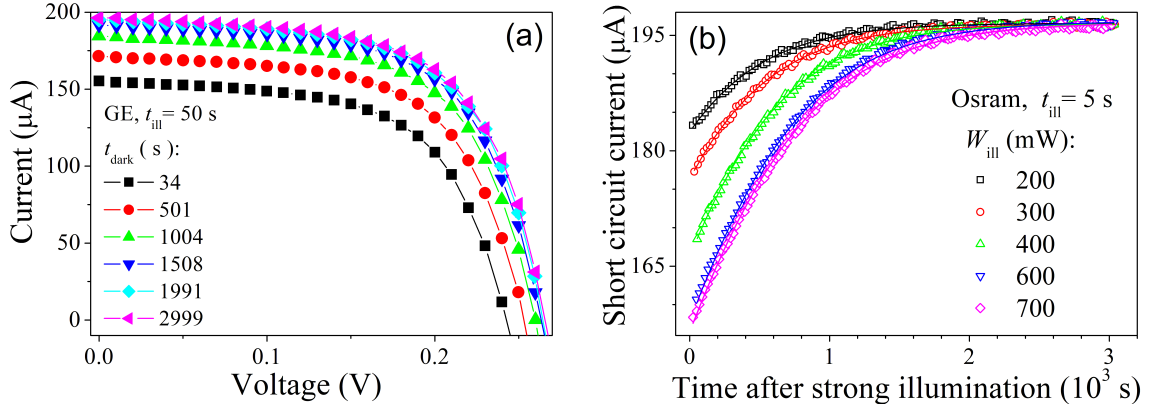 200
150
100
50
0
0.0
0.1
0.2
Current (μA)
Voltage (V)
(a)
GE, t_ill = 50 s
t_dark ( s ):
34
501
1004
1508
1991
2999
195
180
165
0
1
2
3
Short circuit current (μA)
Time after strong illumination (10³ s)
(b)
Osram, t_ill = 5 s
W_ill (mW):
200
300
400
600
700